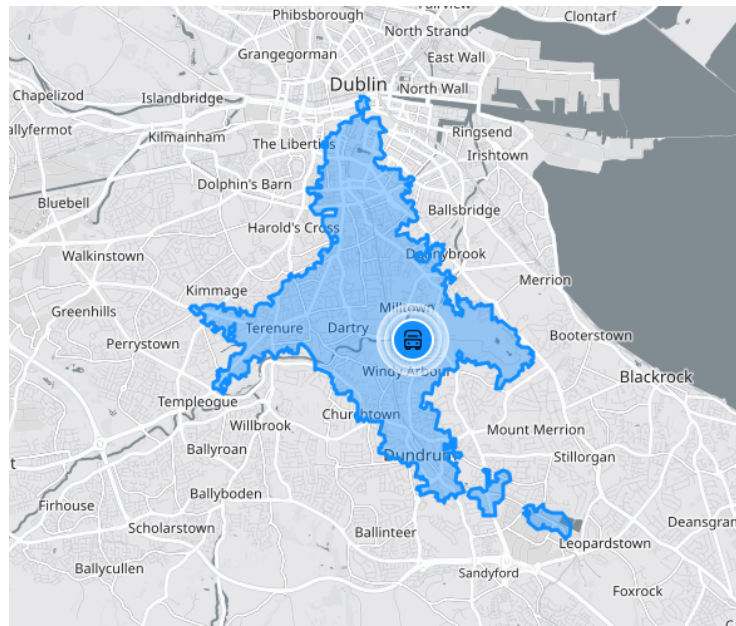 Phibsborough
Clontarf
North Strand
Grangegorman
East Wall
Dublin
North Wall
Chapelizod
Islandbridge
allyfermot
Kilmainham
Ringsend
The Liberties
Irishtown
Dolphin's Barn
Bluebell
Ballsbridge
Harold's Cross
Walkinstown
Donnybrook
Merion
Kimmage
Greenhills
Milltown
Terenure
Dartry
Perrystown
Booterstown
Windy Arbour
Blackrock
Templeogue
Churchtown
Willbrook
Mount Merrion
Ballyroan
Dundrum
Stillorgan
t
Ballyboden
Firhouse
Scholarstown
Ballinteer
Deansgran
Leopardstown
Ballycullen
Sandyford
Foxrock